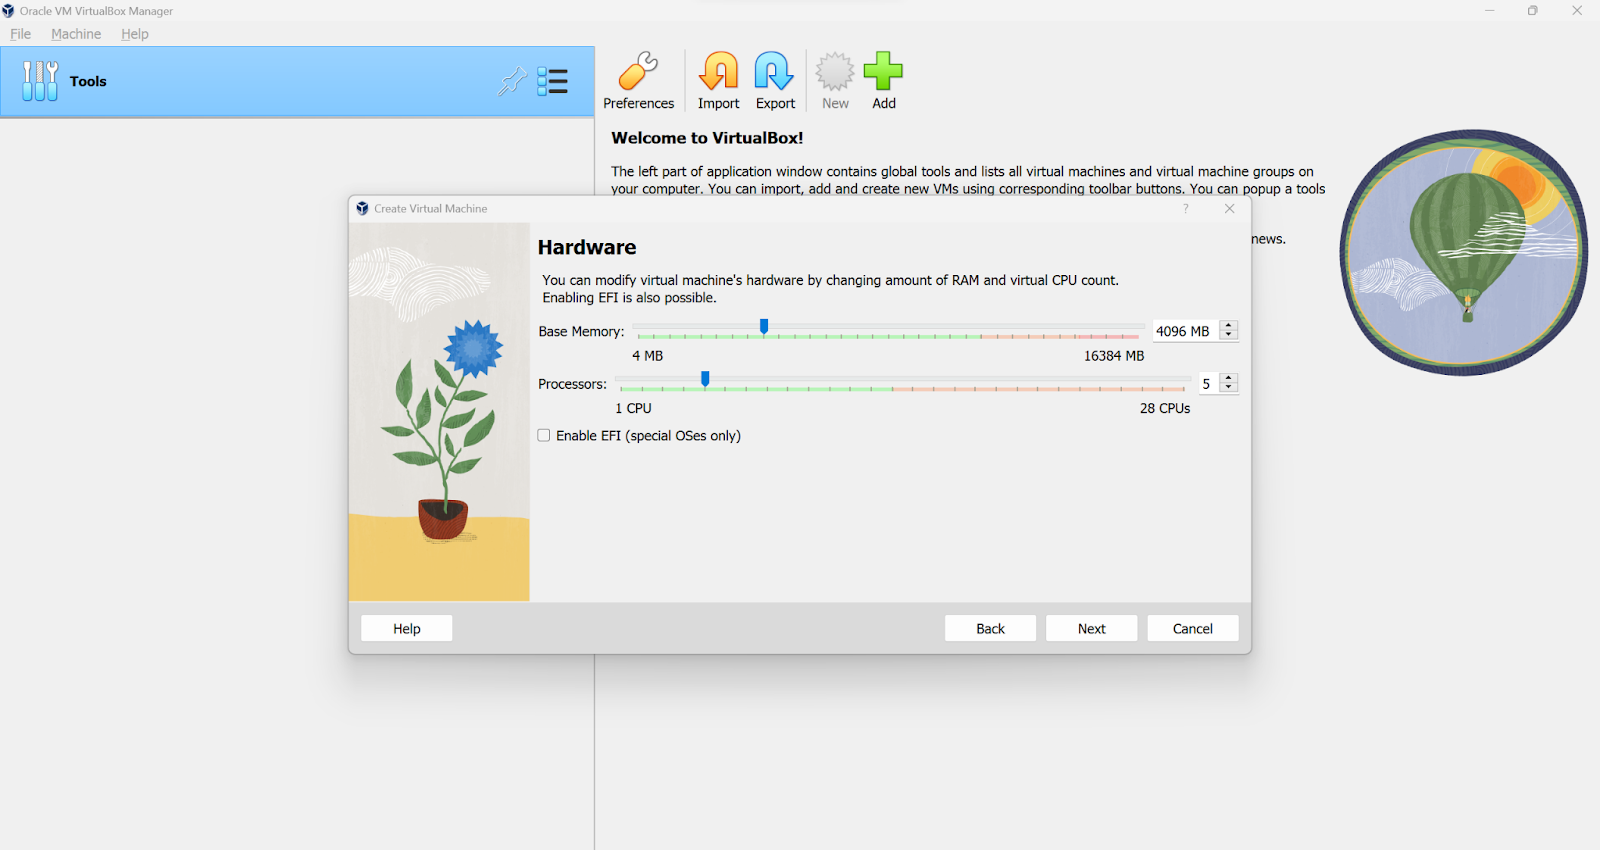 Oracle VM VirtualBox Manager
File Machine Help
Tools
Preferences Import Export New Add
Welcome to VirtualBox!
The left part of application window contains global tools and lists all virtual machines and virtual machine groups on
your computer. You can import, add and create new VMs using corresponding toolbar buttons. You can popup a tools
news.
Create Virtual Machine ?
Hardware
You can modify virtual machine's hardware by changing amount of RAM and virtual CPU count.
Enabling EFI is also possible.
Base Memory: 4096 MB
4 MB 16384 MB
Processors: 5
1 CPU 28 CPUs
Enable EFI (special OSes only)
Help Back Next Cancel